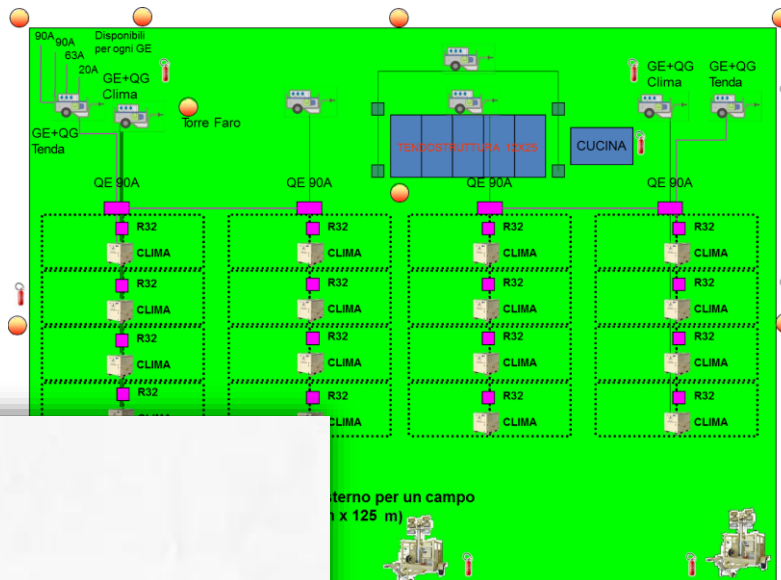 90A
90A
63A
20A
Disponibili
per ogni GE
GE+QG
Clima
GE+QG
Tenda
Torre Faro
TENSOSTRUTTURA 12X25
CUCINA
GE+QG
Clima
GE+QG
Tenda
QE 90A
QE 90A
QE 90A
QE 90A
R32
R32
R32
R32
CLIMA
CLIMA
CLIMA
CLIMA
R32
R32
R32
R32
CLIMA
CLIMA
CLIMA
CLIMA
R32
R32
R32
R32
CLIMA
CLIMA
CLIMA
CLIMA
R32
R32
R32
R32
CLIMA
CLIMA
CLIMA
CLIMA
sterno per un campo
x 125 m)